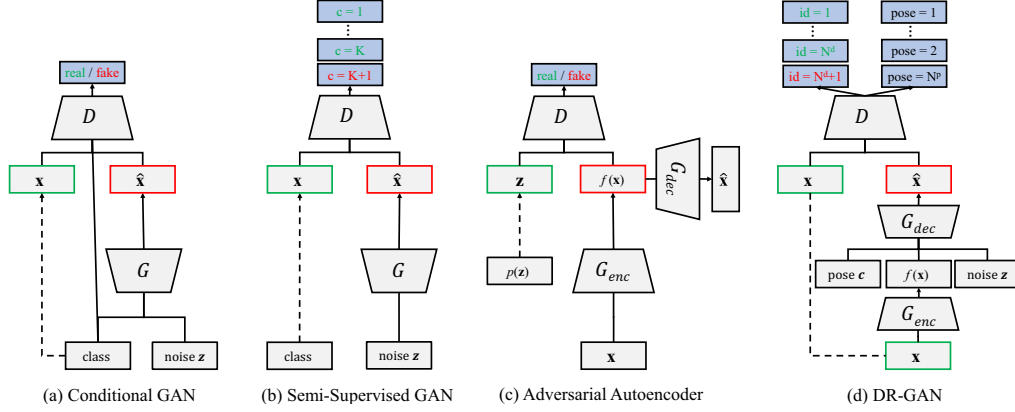 real / fake
D
x
x̂
G
class
noise z
(a) Conditional GAN
c = 1
c = K
c = K+1
D
x
x̂
G
class
noise z
(b) Semi-Supervised GAN
real / fake
D
z
f(x)
G_dec
x̂
p(z)
G_enc
x
(c) Adversarial Autoencoder
id = 1
id = N^d
id = N^d+1
pose = 1
pose = 2
pose = N^p
D
x
x̂
G_dec
pose c
f(x)
noise z
G_enc
x
(d) DR-GAN